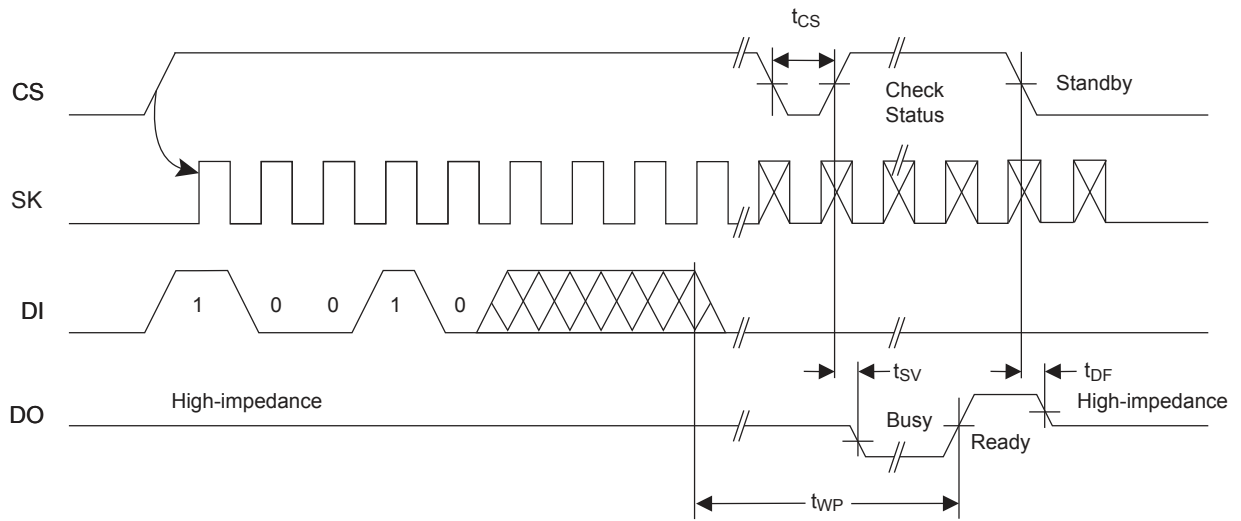 tCS
CS
Check
Status
Standby
SK
DI
1 0 0 1 0
tSV
tDF
DO
High-impedance
Busy
Ready
High-impedance
tWP